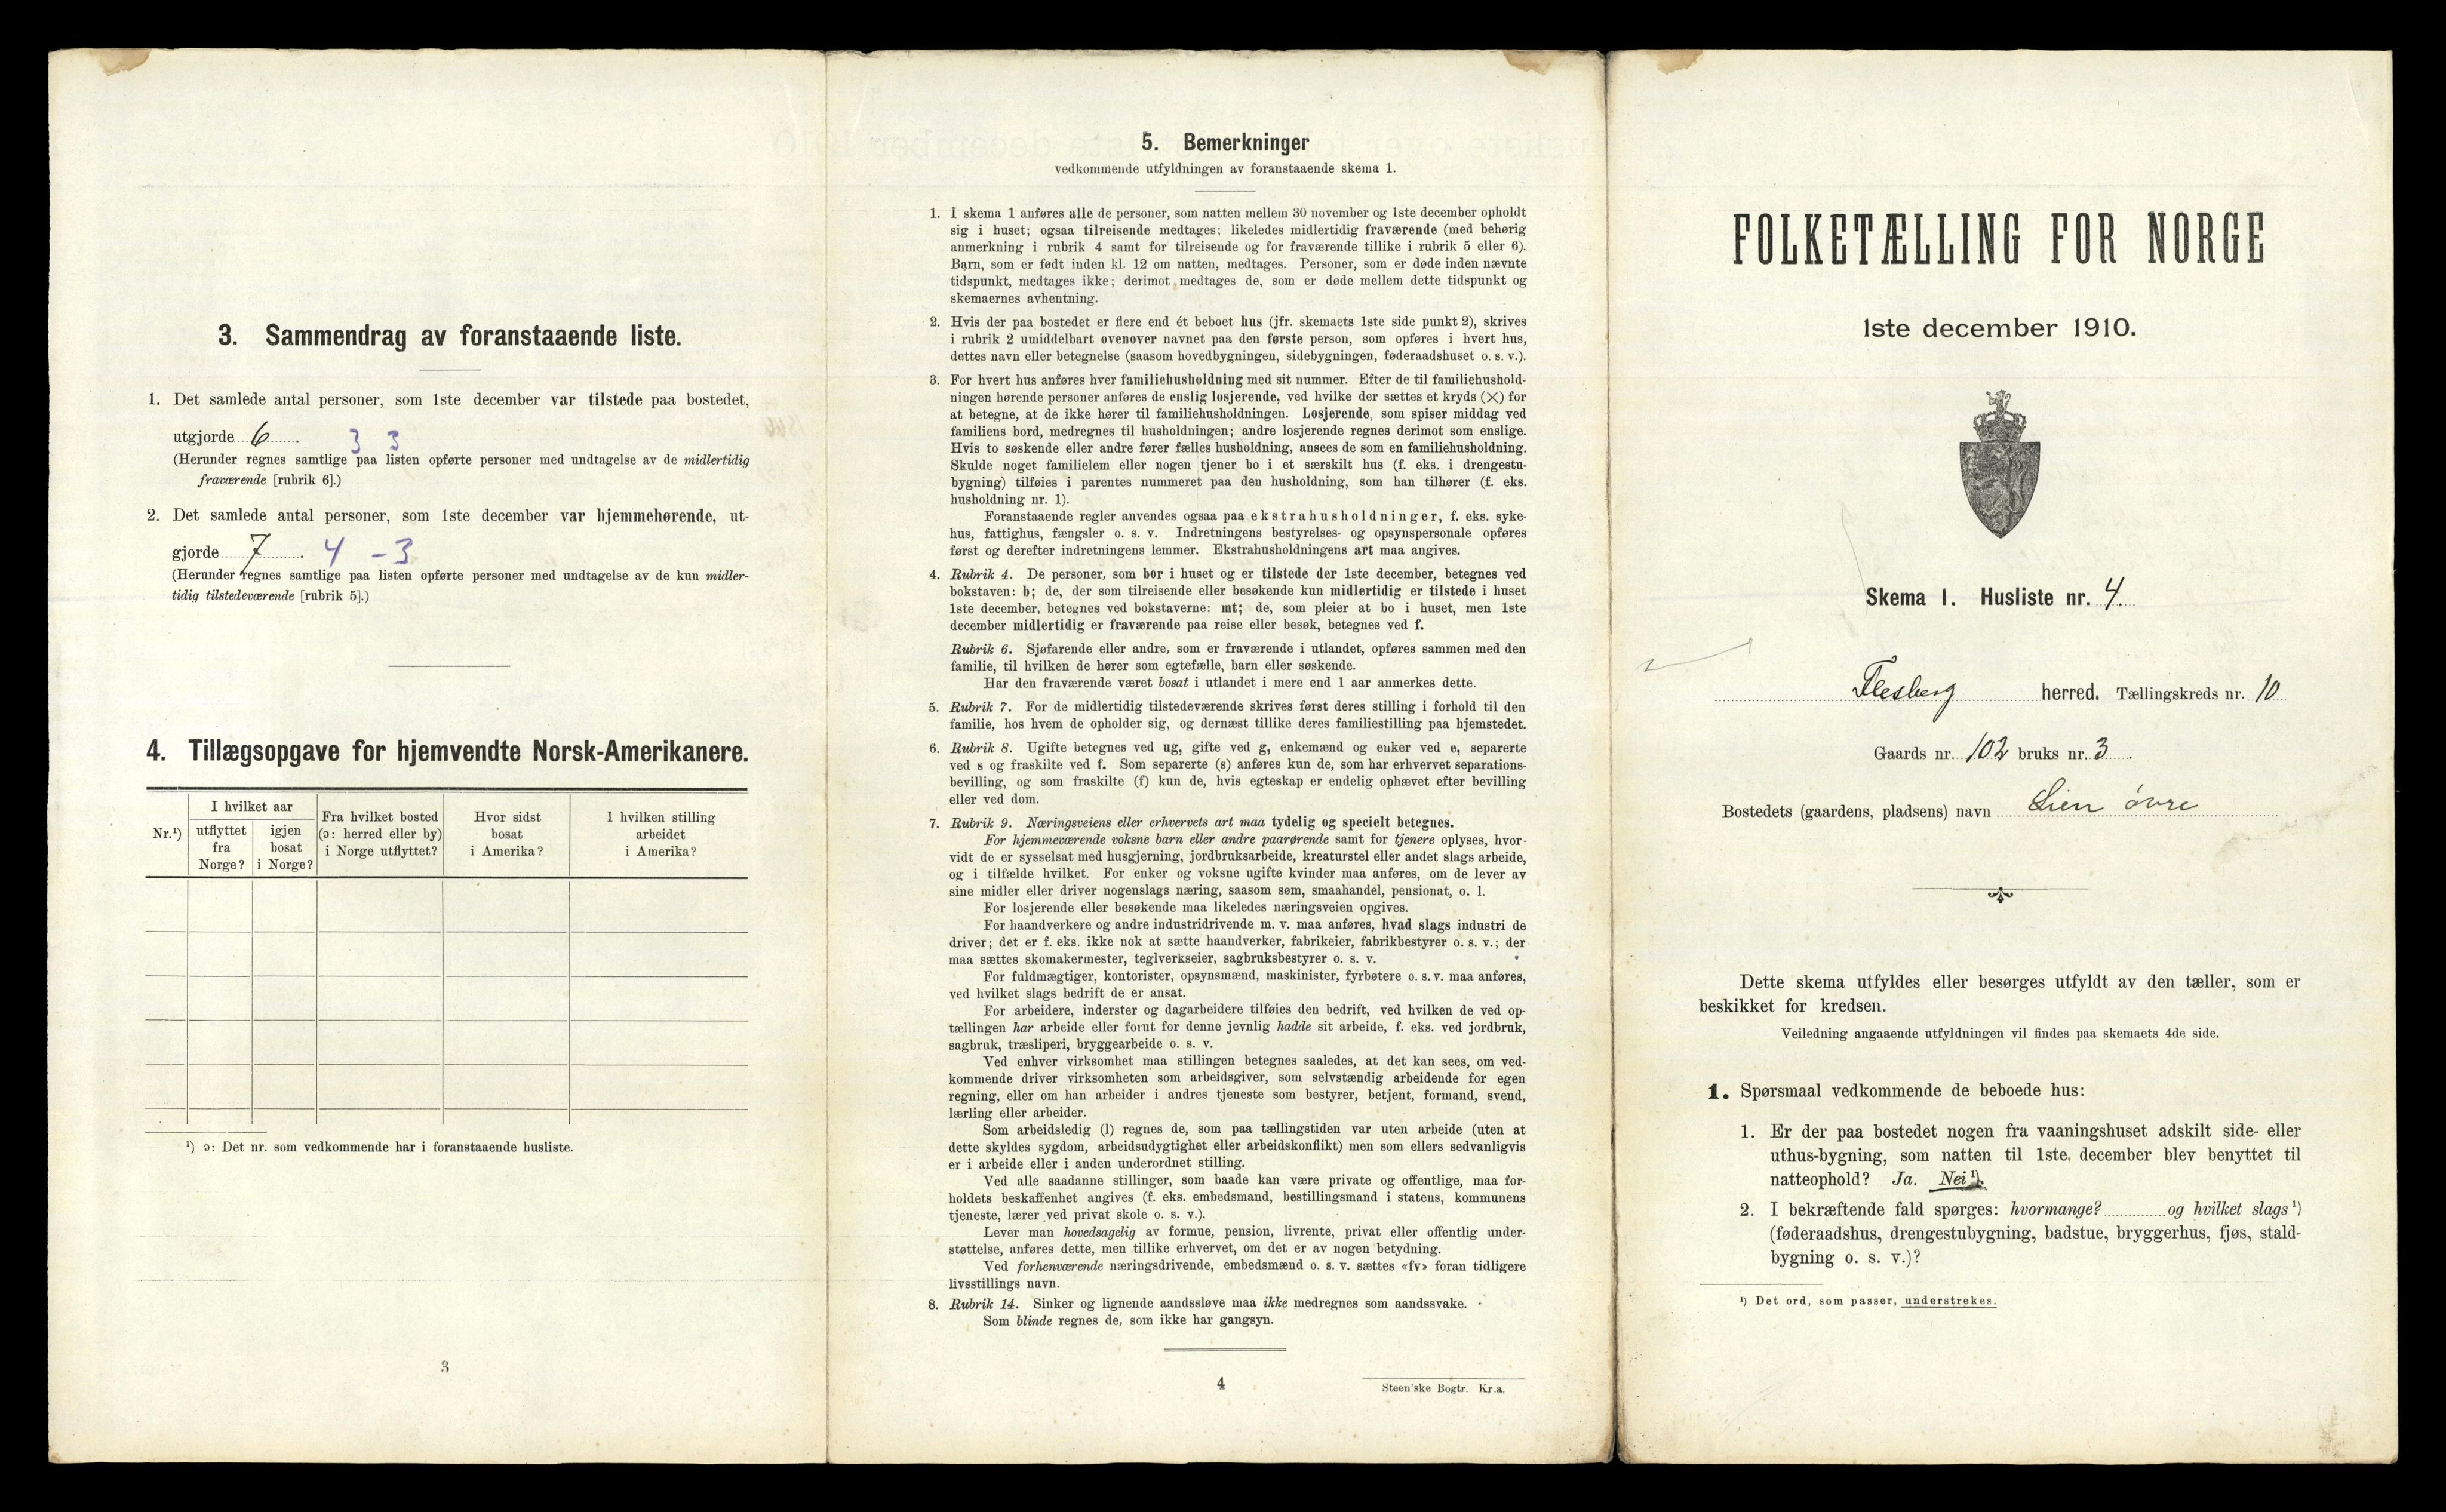 3. Sammendrag av foranstaaende liste.
1. Det samlede antal personer, som 1ste december var tilstede paa bostedet,
utgjorde 6. 3 3
(Herunder regnes samtlige paa listen opførte personer med undtagelse av de midlertidig
fraværende [rubrik 6].)
2. Det samlede antal personer, som 1ste december var hjemmehørende, ut-
gjorde 7. 4 - 3
(Herunder regnes samtlige paa listen opførte personer med undtagelse av de kun midler-
tidig tilstedeværende [rubrik 5].)
4. Tillægsopgave for hjemvendte Norsk-Amerikanere.
Nr.¹)
I hvilket aar
utflyttet
fra
Norge?
igjen
bosat
i Norge?
Fra hvilket bosted
(ɔ: herred eller by)
i Norge utflyttet?
Hvor sidst
bosat
i Amerika?
I hvilken stilling
arbeidet
i Amerika?
¹) ɔ: Det nr. som vedkommende har i foranstaaende husliste.
3
5. Bemerkninger
vedkommende utfyldningen av foranstaaende skema 1.
1. I skema 1 anføres alle de personer, som natten mellem 30 november og 1ste december opholdt
sig i huset; ogsaa tilreisende medtages; likeledes midlertidig fraværende (med behørig
anmerkning i rubrik 4 samt for tilreisende og for fraværende tillike i rubrik 5 eller 6).
Barn, som er født inden kl. 12 om natten, medtages. Personer, som er døde inden nævnte
tidspunkt, medtages ikke; derimot medtages de, som er døde mellem dette tidspunkt og
skemaernes avhentning.
2. Hvis der paa bostedet er flere end ét beboet hus (jfr. skemaets 1ste side punkt 2), skrives
i rubrik 2 umiddelbart ovenover navnet paa den første person, som opføres i hvert hus,
dettes navn eller betegnelse (saasom hovedbygningen, sidebygningen, føderaadshuset o. s. v.).
3. For hvert hus anføres hver familiehusholdning med sit nummer. Efter de til familiehushold-
ningen hørende personer anføres de enslig losjerende, ved hvilke der sættes et kryds (×) for
at betegne, at de ikke hører til familiehusholdningen. Losjerende, som spiser middag ved
familiens bord, medregnes til husholdningen; andre losjerende regnes derimot som enslige.
Hvis to søskende eller andre fører fælles husholdning, ansees de som en familiehusholdning.
Skulde noget familielem eller nogen tjener bo i et særskilt hus (f. eks. i drengestu-
bygning) tilføies i parentes nummeret paa den husholdning, som han tilhører (f. eks.
husholdning nr. 1).
Foranstaaende regler anvendes ogsaa paa ekstrahusholdninger, f. eks. syke-
hus, fattighus, fængsler o. s. v. Indretningens bestyrelses- og opsynspersonale opføres
først og derefter indretningens lemmer. Ekstrahusholdningens art maa angives.
4. Rubrik 4. De personer, som bor i huset og er tilstede der 1ste december, betegnes ved
bokstaven: b; de, der som tilreisende eller besøkende kun midlertidig er tilstede i huset
1ste december, betegnes ved bokstaverne: mt; de, som pleier at bo i huset, men 1ste
december midlertidig er fraværende paa reise eller besøk, betegnes ved f.
Rubrik 6. Sjøfarende eller andre, som er fraværende i utlandet, opføres sammen med den
familie, til hvilken de hører som egtefælle, barn eller søskende.
Har den fraværende været bosat i utlandet i mere end 1 aar anmerkes dette.
5. Rubrik 7. For de midlertidig tilstedeværende skrives først deres stilling i forhold til den
familie, hos hvem de opholder sig, og dernæst tillike deres familiestilling paa hjemstedet.
6. Rubrik 8. Ugifte betegnes ved ug, gifte ved g, enkemænd og enker ved e, separerte
ved s og fraskilte ved f. Som separerte (s) anføres kun de, som har erhvervet separations-
bevilling, og som fraskilte (f) kun de, hvis egteskap er endelig ophævet efter bevilling
eller ved dom.
7. Rubrik 9. Næringsveiens eller erhvervets art maa tydelig og specielt betegnes.
For hjemmeværende voksne barn eller andre paarørende samt for tjenere oplyses, hvor-
vidt de er sysselsat med husgjerning, jordbruksarbeide, kreaturstel eller andet slags arbeide,
og i tilfælde hvilket. For enker og voksne ugifte kvinder maa anføres, om de lever av
sine midler eller driver nogenslags næring, saasom søm, smaahandel, pensionat, o. l.
For losjerende eller besøkende maa likeledes næringsveien opgives.
For haandverkere og andre industridrivende m. v. maa anføres, hvad slags industri de
driver; det er f. eks. ikke nok at sætte haandverker, fabrikeier, fabrikbestyrer o. s. v.; der
maa sættes skomakermester, teglverkseier, sagbruksbestyrer o. s. v.
For fuldmægtiger, kontorister, opsynsmænd, maskinister, fyrbøtere o. s. v. maa anføres,
ved hvilket slags bedrift de er ansat.
For arbeidere, inderster og dagarbeidere tilføies den bedrift, ved hvilken de ved op-
tællingen har arbeide eller forut for denne jevnlig hadde sit arbeide, f. eks. ved jordbruk,
sagbruk, træsliperi, bryggearbeide o. s. v.
Ved enhver virksomhet maa stillingen betegnes saaledes, at det kan sees, om ved-
kommende driver virksomheten som arbeidsgiver, som selvstændig arbeidende for egen
regning, eller om han arbeider i andres tjeneste som bestyrer, betjent, formand, svend,
lærling eller arbeider.
Som arbeidsledig (l) regnes de, som paa tællingstiden var uten arbeide (uten at
dette skyldes sygdom, arbeidsudygtighet eller arbeidskonflikt) men som ellers sedvanligvis
er i arbeide eller i anden underordnet stilling.
Ved alle saadanne stillinger, som baade kan være private og offentlige, maa for-
holdets beskaffenhet angives (f. eks. embedsmand, bestillingsmand i statens, kommunens
tjeneste, lærer ved privat skole o. s. v.).
Lever man hovedsagelig av formue, pension, livrente, privat eller offentlig under-
støttelse, anføres dette, men tillike erhvervet, om det er av nogen betydning.
Ved forhenværende næringsdrivende, embedsmænd o. s. v. sættes «fv» foran tidligere
livsstillings navn.
8. Rubrik 14. Sinker og lignende aandssløve maa ikke medregnes som aandssvake.
Som blinde regnes de, som ikke har gangsyn.
4
Steen'ske Bogtr. Kr.a.
FOLKETÆLLING FOR NORGE
1ste december 1910.
Skema 1. Husliste nr. 4.
Flesberg herred. Tællingskreds nr. 10
Gaards nr. 102 bruks nr. 3
Bostedets (gaardens, pladsens) navn Lien øvre
Dette skema utfyldes eller besørges utfyldt av den tæller, som er
beskikket for kredsen.
Veiledning angaaende utfyldningen vil findes paa skemaets 4de side.
1. Spørsmaal vedkommende de beboede hus:
1. Er der paa bostedet nogen fra vaaningshuset adskilt side- eller
uthus-bygning, som natten til 1ste december blev benyttet til
natteophold? Ja. Nei ¹).
2. I bekræftende fald spørges: hvormange? og hvilket slags ¹)
(føderaadshus, drengestubygning, badstue, bryggerhus, fjøs, stald-
bygning o. s. v.)?
¹) Det ord, som passer, understrekes.